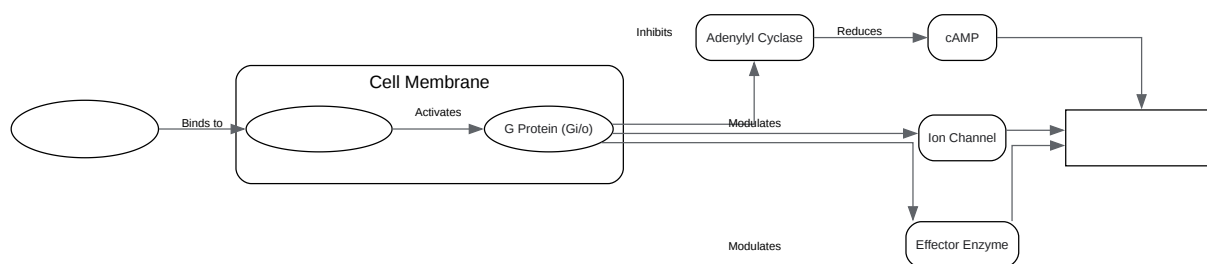 Inhibits
Adenylyl Cyclase
Reduces
cAMP
Cell Membrane
Binds to
Activates
G Protein (Gi/o)
Modulates
Ion Channel
Modulates
Effector Enzyme